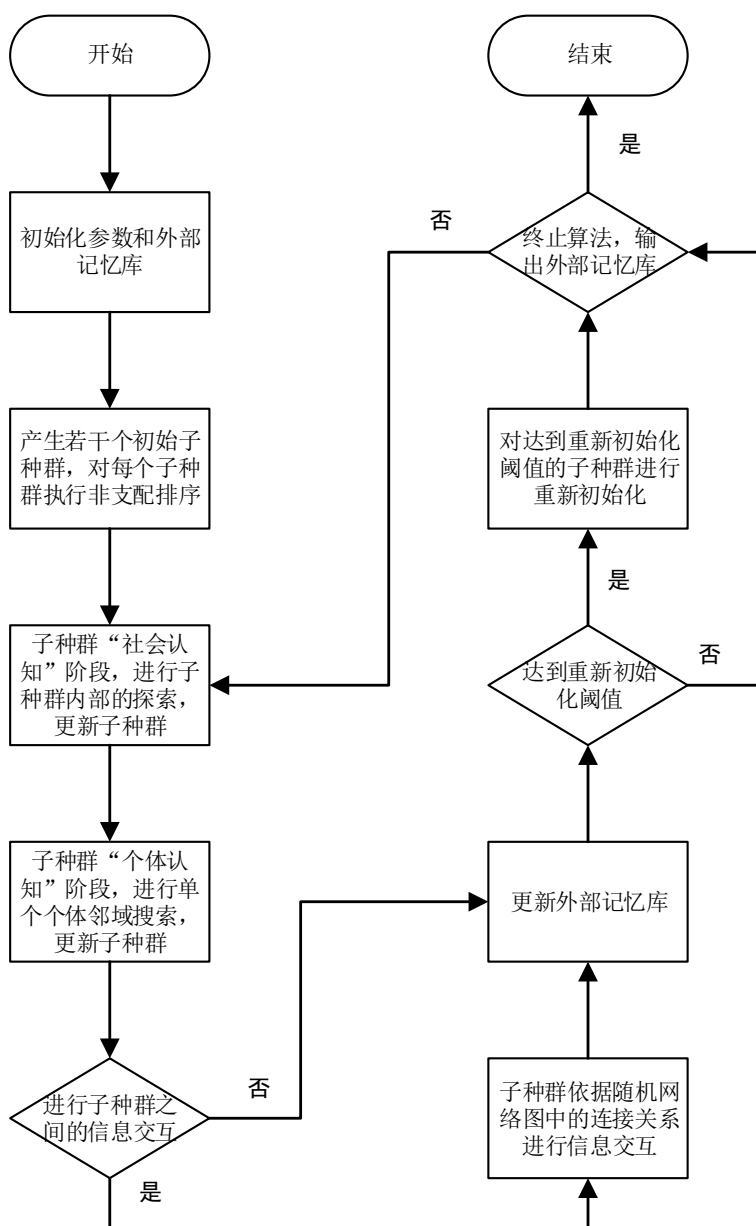 开始
初始化参数和外部
记忆库
产生若干个初始子
种群，对每个子种
群执行非支配排序
子种群“社会认
知”阶段，进行子
种群内部的探索，
更新子种群
子种群“个体认
知”阶段，进行单
个个体邻域搜索，
更新子种群
进行子种群之
间的信息交互
是
否
结束
是
终止算法，输
出外部记忆库
否
对达到重新初始化
阈值的子种群进行
重新初始化
是
达到重新初始
化阈值
否
更新外部记忆库
子种群依据随机网
络图中的连接关系
进行信息交互